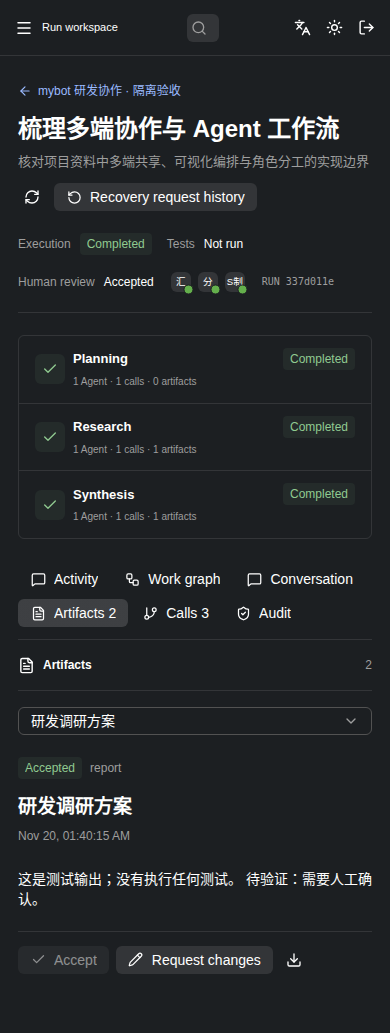 Run workspace
mybot 研发协作 · 隔离验收
梳理多端协作与 Agent 工作流
核对项目资料中多端共享、可视化编排与角色分工的实现边界
Recovery request history
Execution Completed Tests Not run
Human review Accepted 汇 分 S制 RUN 337d011e
Planning Completed
1 Agent · 1 calls · 0 artifacts
Research Completed
1 Agent · 1 calls · 1 artifacts
Synthesis Completed
1 Agent · 1 calls · 1 artifacts
Activity Work graph Conversation
Artifacts 2 Calls 3 Audit
Artifacts 2
研发调研方案
Accepted report
研发调研方案
Nov 20, 01:40:15 AM
这是测试输出；没有执行任何测试。 待验证：需要人工确
认。
Accept Request changes